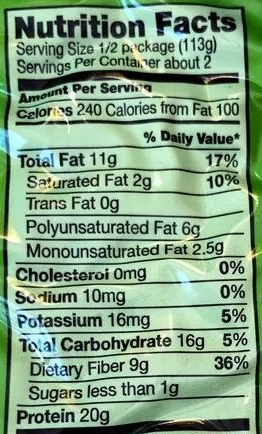 Nutrition Facts
Serving Size 1/2 package (113g)
Servings Per Container about 2
Amount Per Serving
Calories 240 Calories from Fat 100
% Daily Value*
Total Fat 11g 17%
Saturated Fat 2g 10%
Trans Fat 0g
Polyunsaturated Fat 6g
Monounsaturated Fat 2.5g
Cholesterol 0mg 0%
Sodium 10mg 0%
Potassium 16mg 5%
Total Carbohydrate 16g 5%
Dietary Fiber 9g 36%
Sugars less than 1g
Protein 20g